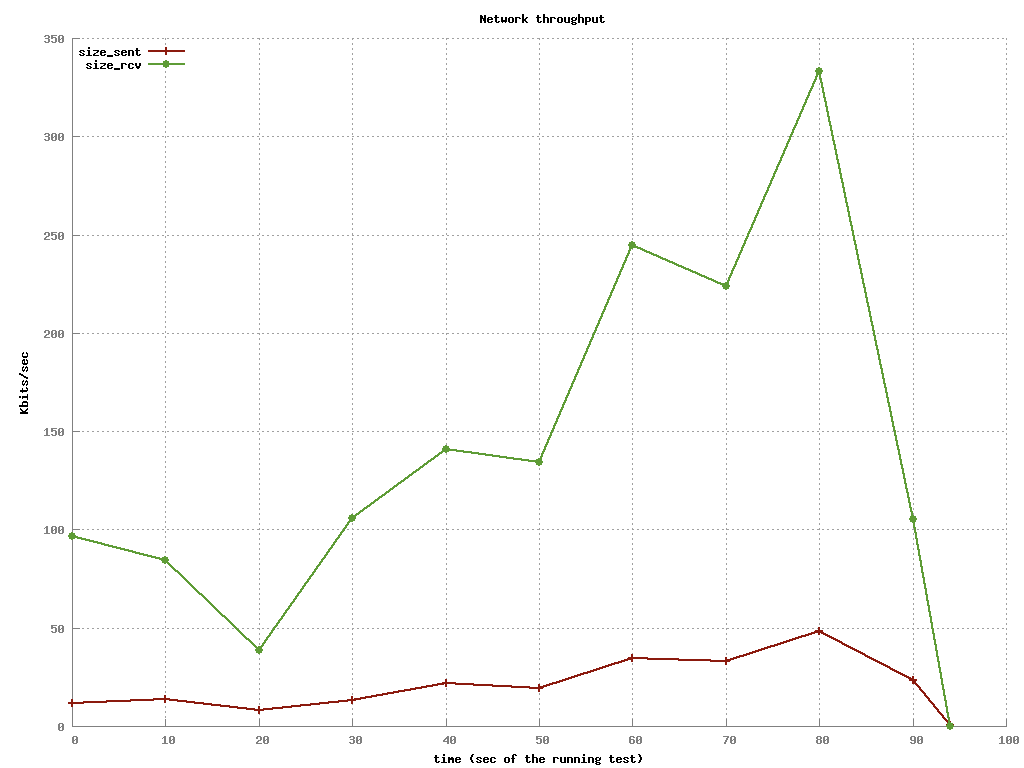 Network throughput
size_sent
size_rcv
350
300
250
200
150
100
50
0
Kbits/sec
0 10 20 30 40 50 60 70 80 90 100
time (sec of the running test)